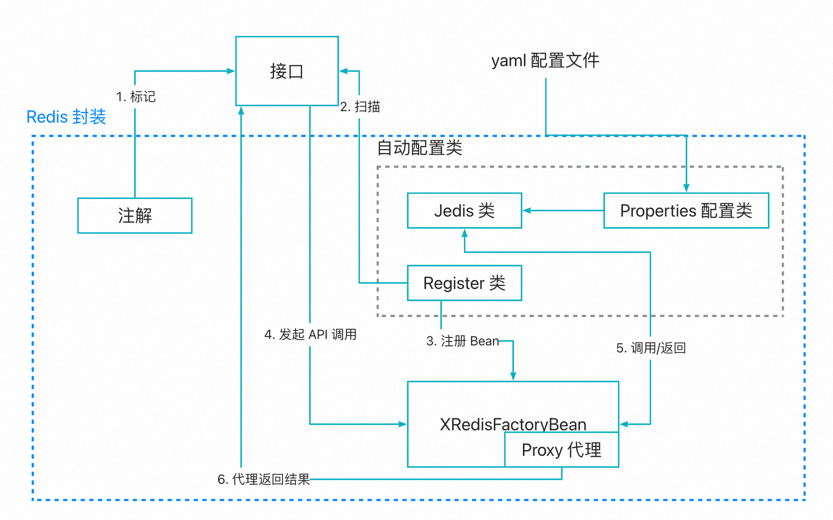 接口
yaml 配置文件
1. 标记
2. 扫描
Redis 封装
自动配置类
注解
Jedis 类
Properties 配置类
Register 类
4. 发起 API 调用
3. 注册 Bean
5. 调用/返回
XRedisFactoryBean
Proxy 代理
6. 代理返回结果